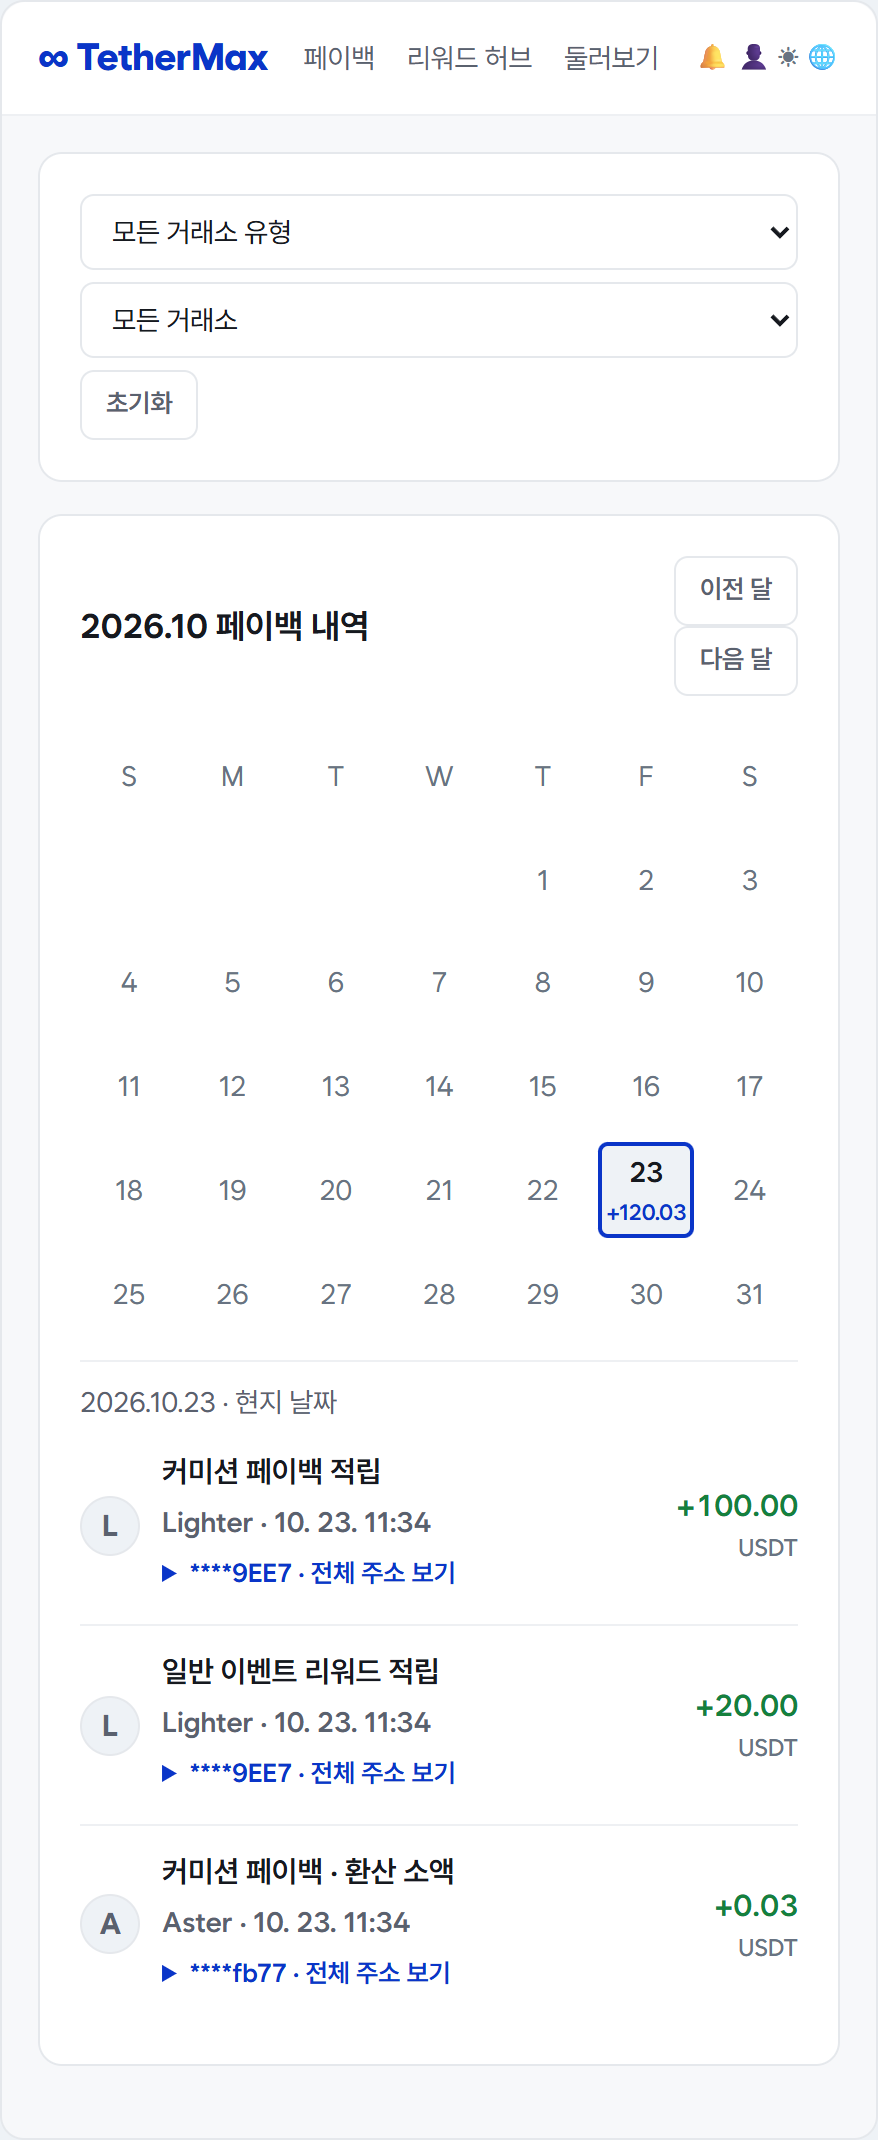 ∞ TetherMax 페이백 리워드 허브 둘러보기
모든 거래소 유형
모든 거래소
초기화
2026.10 페이백 내역
이전 달
다음 달
S M T W T F S
1 2 3
4 5 6 7 8 9 10
11 12 13 14 15 16 17
18 19 20 21 22 23 24
+120.03
25 26 27 28 29 30 31
2026.10.23 · 현지 날짜
커미션 페이백 적립
L Lighter · 10. 23. 11:34
+100.00
USDT
▶ ****9EE7 · 전체 주소 보기
일반 이벤트 리워드 적립
L Lighter · 10. 23. 11:34
+20.00
USDT
▶ ****9EE7 · 전체 주소 보기
커미션 페이백 · 환산 소액
A Aster · 10. 23. 11:34
+0.03
USDT
▶ ****fb77 · 전체 주소 보기